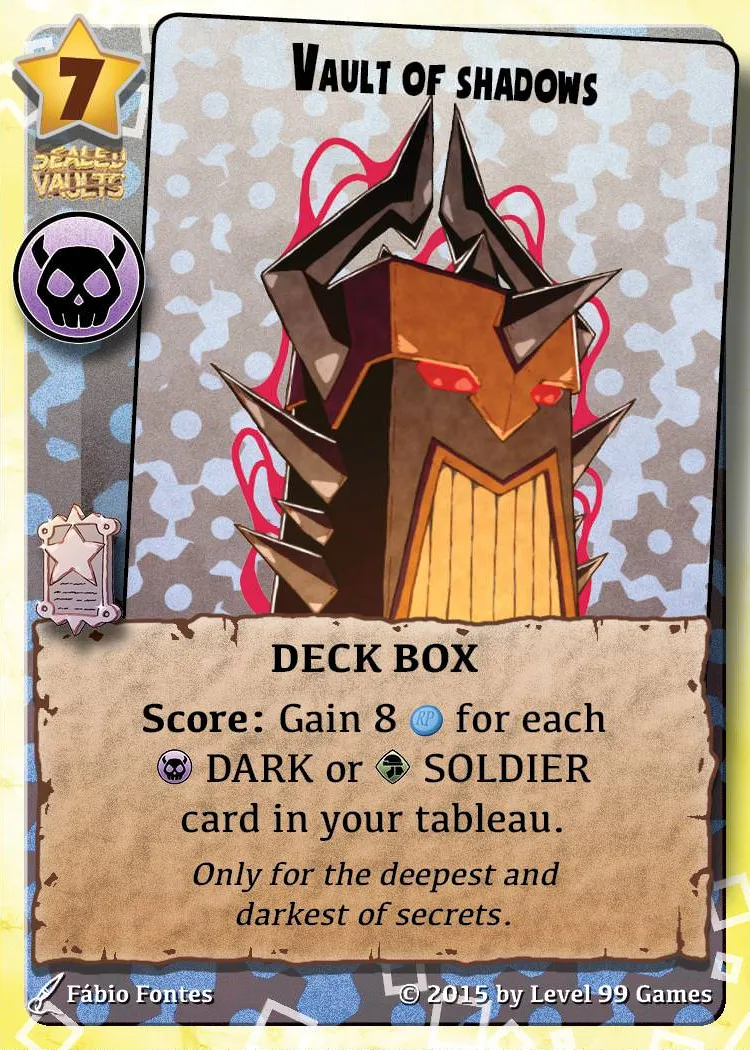 7
SEALED
VAULTS
VAULT OF SHADOWS
DECK BOX
Score: Gain 8 RP for each
DARK or SOLDIER
card in your tableau.
Only for the deepest and
darkest of secrets.
Fábio Fontes
© 2015 by Level 99 Games